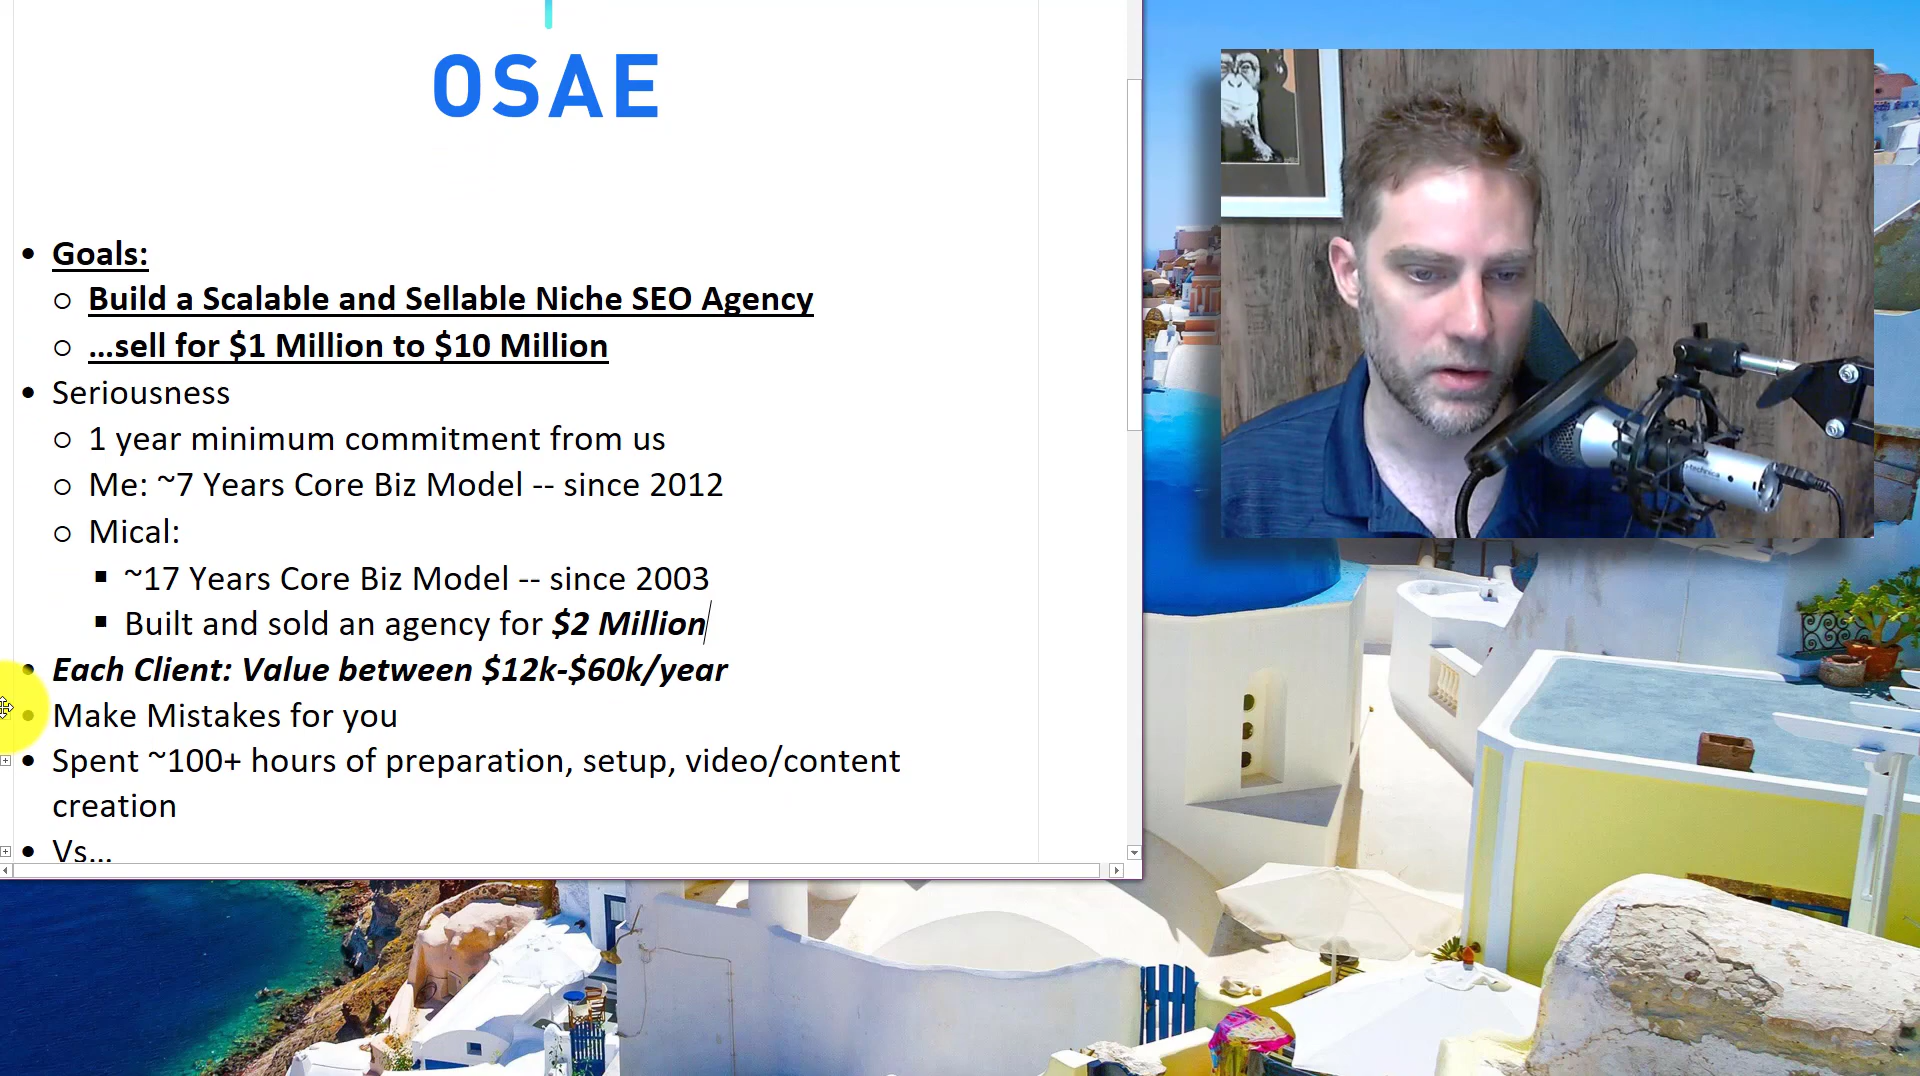 OSAE
• Goals:
○ Build a Scalable and Sellable Niche SEO Agency
○ ...sell for $1 Million to $10 Million
• Seriousness
○ 1 year minimum commitment from us
○ Me: ~7 Years Core Biz Model -- since 2012
○ Mical:
▪ ~17 Years Core Biz Model -- since 2003
▪ Built and sold an agency for $2 Million
• Each Client: Value between $12k-$60k/year
• Make Mistakes for you
• Spent ~100+ hours of preparation, setup, video/content
creation
• Vs...